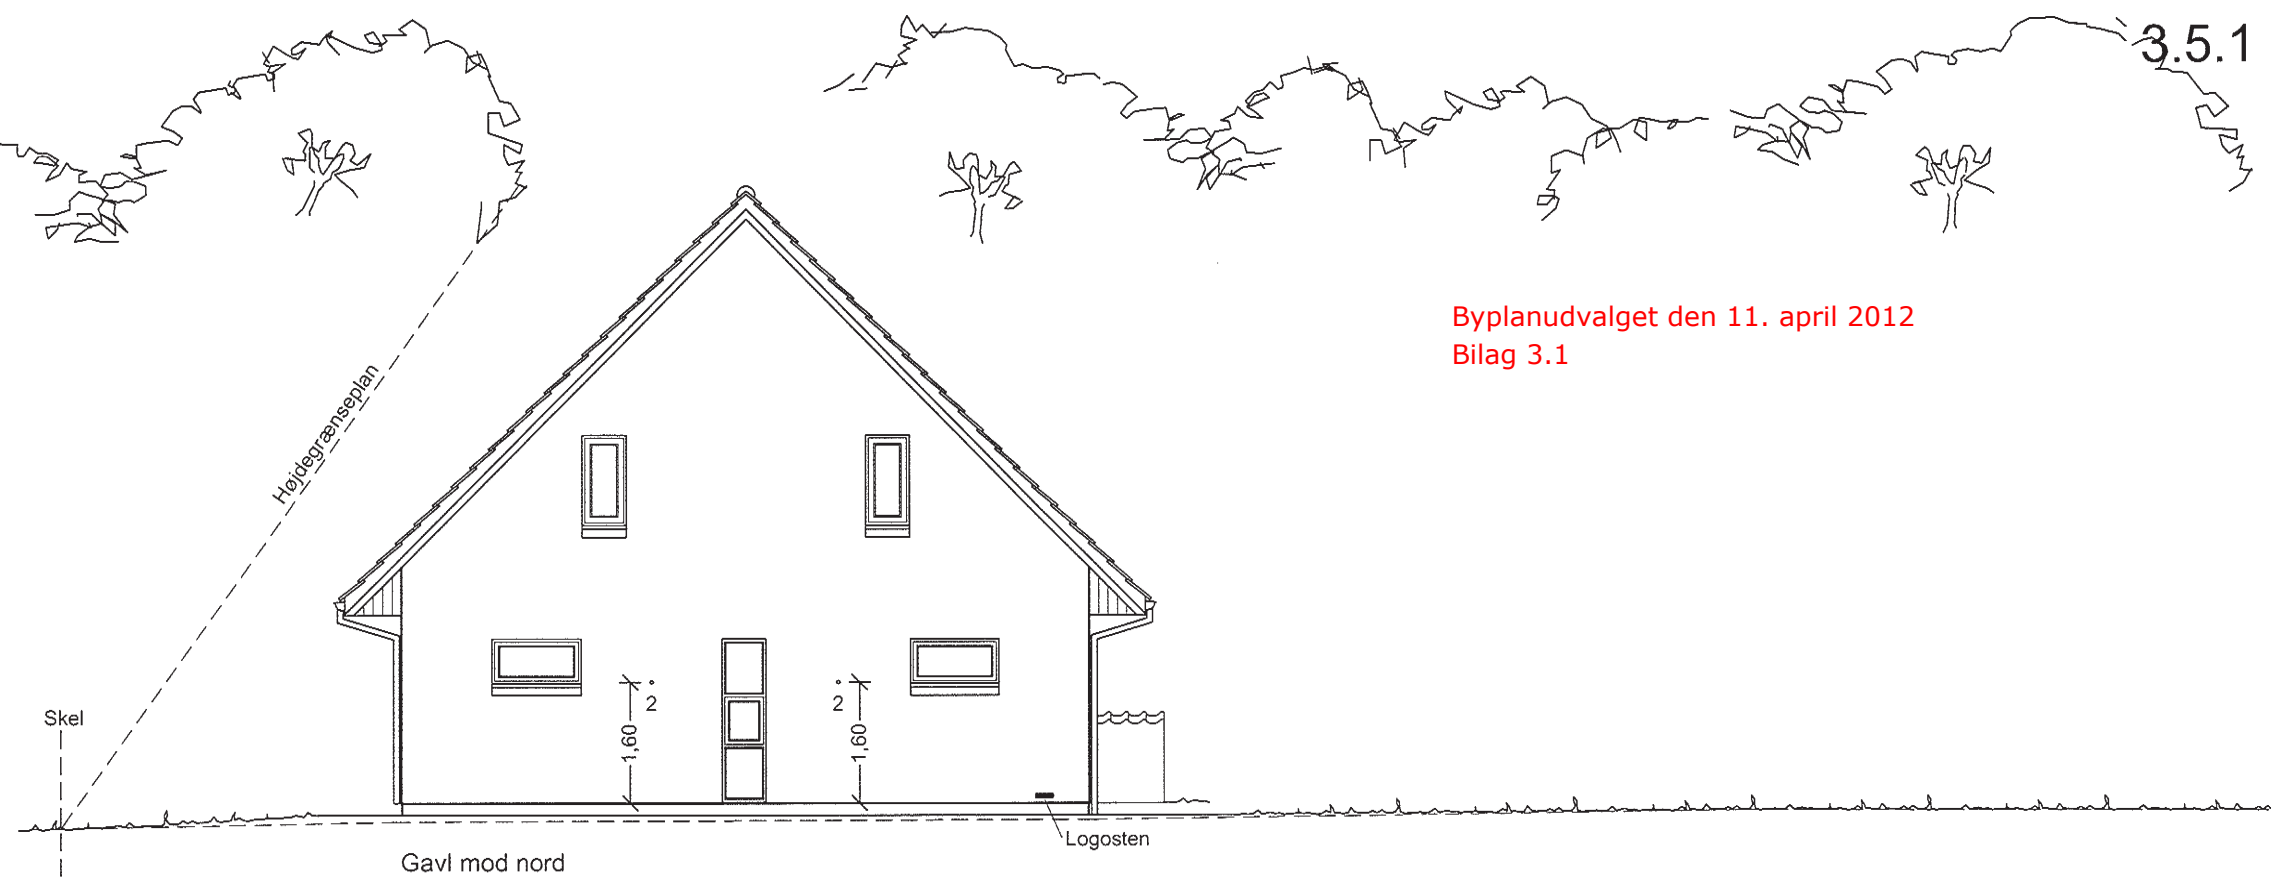 3.5.1
Byplanudvalget den 11. april 2012
Bilag 3.1
Højdegrænseplan
Skel
2
2
1,60
1,60
Logosten
Gavl mod nord